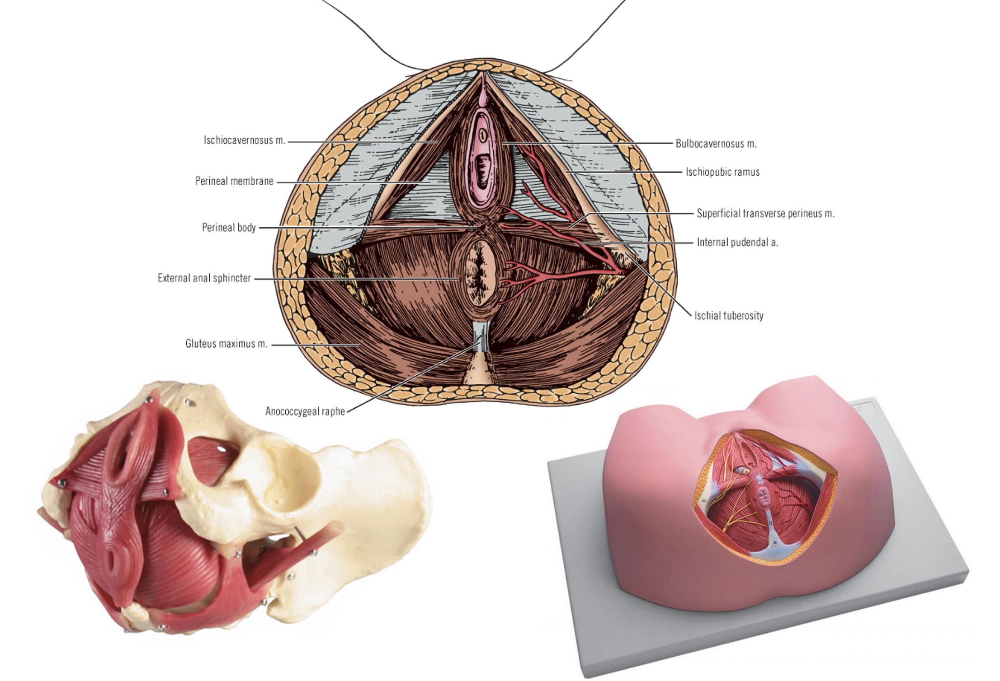 Ischiocavernosus m.
Perineal membrane
Perineal body
External anal sphincter
Gluteus maximus m.
Anococcygeal raphe
Bulbocavernosus m.
Ischiopubic ramus
Superficial transverse perineus m.
Internal pudendal a.
Ischial tuberosity